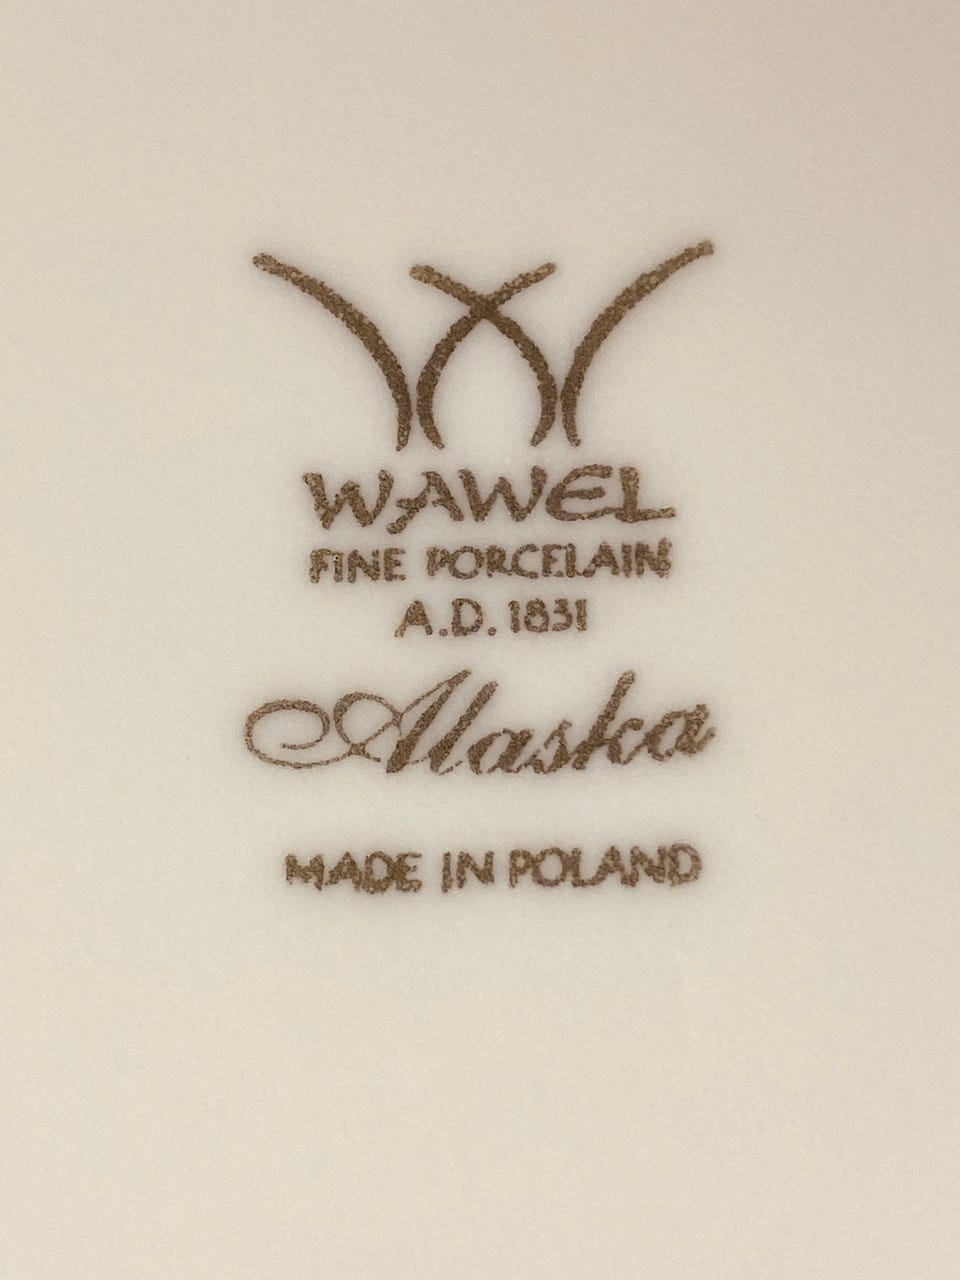 WAWEL
FINE PORCELAIN
A.D. 1831
Alaska
MADE IN POLAND